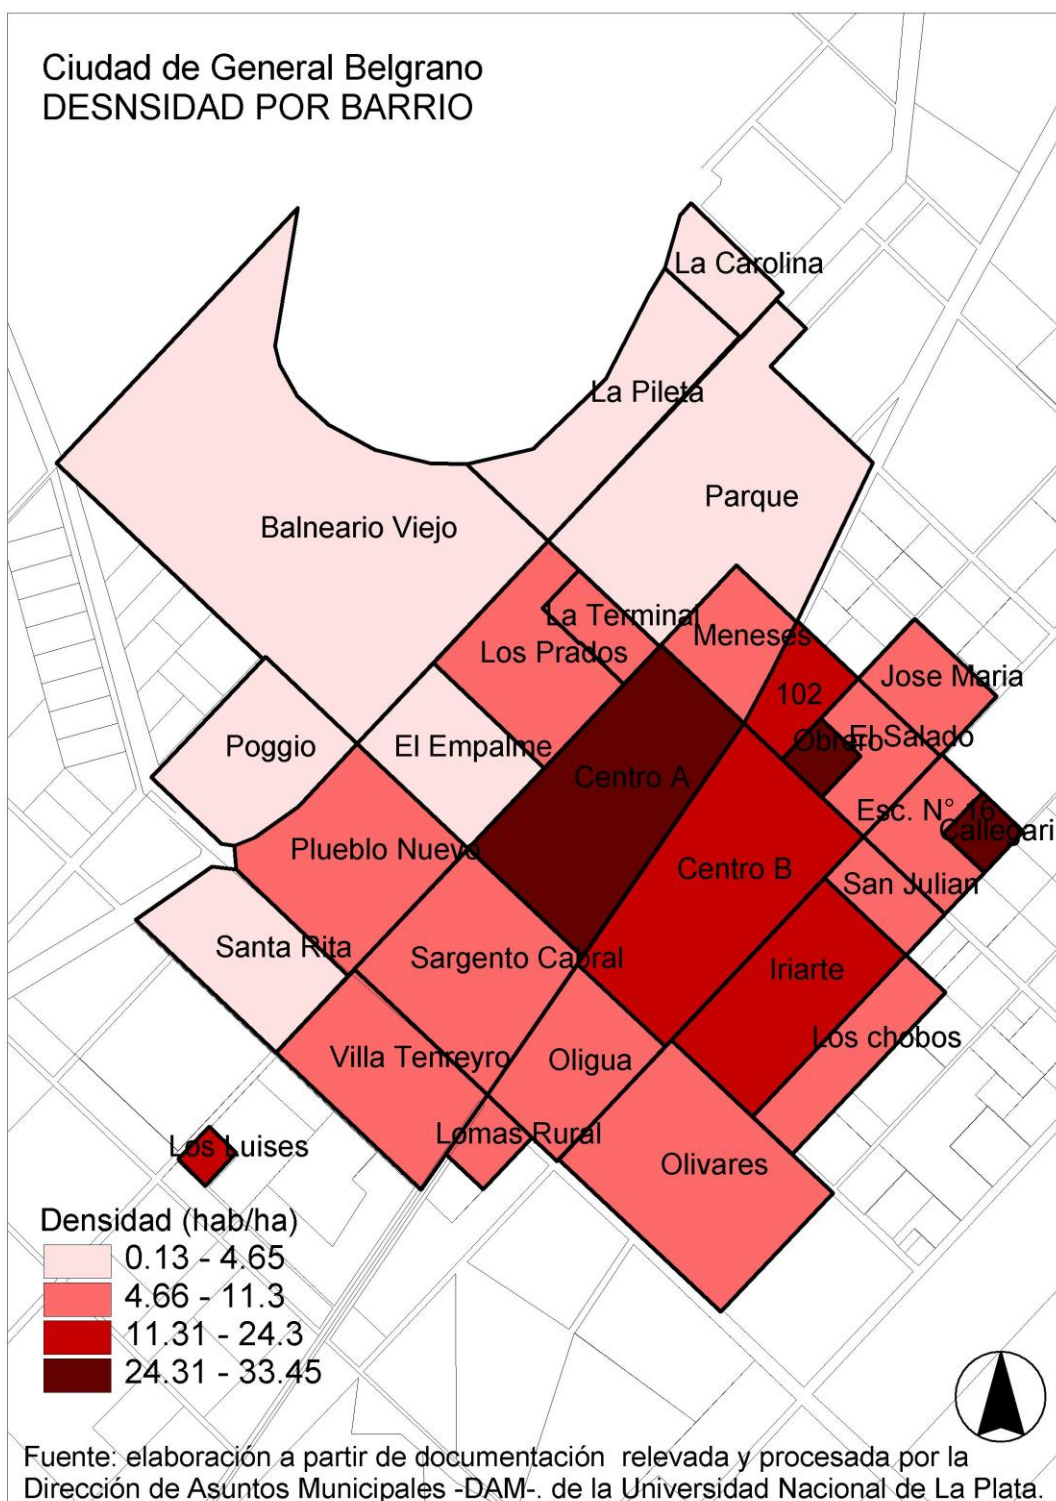 Ciudad de General Belgrano
DESNSIDAD POR BARRIO
La Carolina
La Pileta
Parque
Balneario Viejo
La Terminal
Meneses
Los Prados
Jose Maria
102
El Salado
Obrero
Poggio
El Empalme
Centro A
Esc. N° 16
Callegari
Plueblo Nuevo
Centro B
San Julian
Santa Rita
Sargento Cabral
Iriarte
Los chobos
Villa Tenreyro
Oligua
Lomas Rural
Los Luises
Olivares
Densidad (hab/ha)
0.13 - 4.65
4.66 - 11.3
11.31 - 24.3
24.31 - 33.45
Fuente: elaboración a partir de documentación relevada y procesada por la
Dirección de Asuntos Municipales -DAM-. de la Universidad Nacional de La Plata.